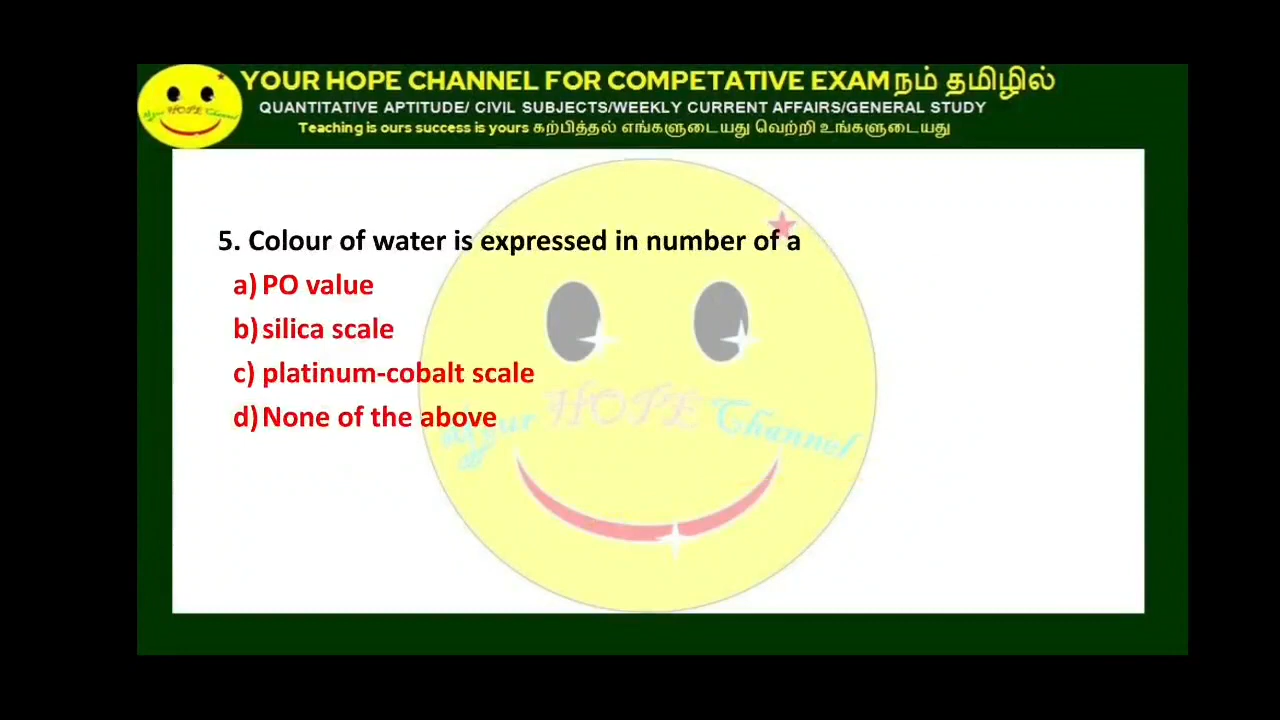 YOUR HOPE CHANNEL FOR COMPETATIVE EXAM நம் தமிழில்
QUANTITATIVE APTITUDE/ CIVIL SUBJECTS/WEEKLY CURRENT AFFAIRS/GENERAL STUDY
Teaching is ours success is yours கற்பித்தல் எங்களுடையது வெற்றி உங்களுடையது
5. Colour of water is expressed in number of a
a) PO value
b) silica scale
c) platinum-cobalt scale
d) None of the above
HOPE Channel